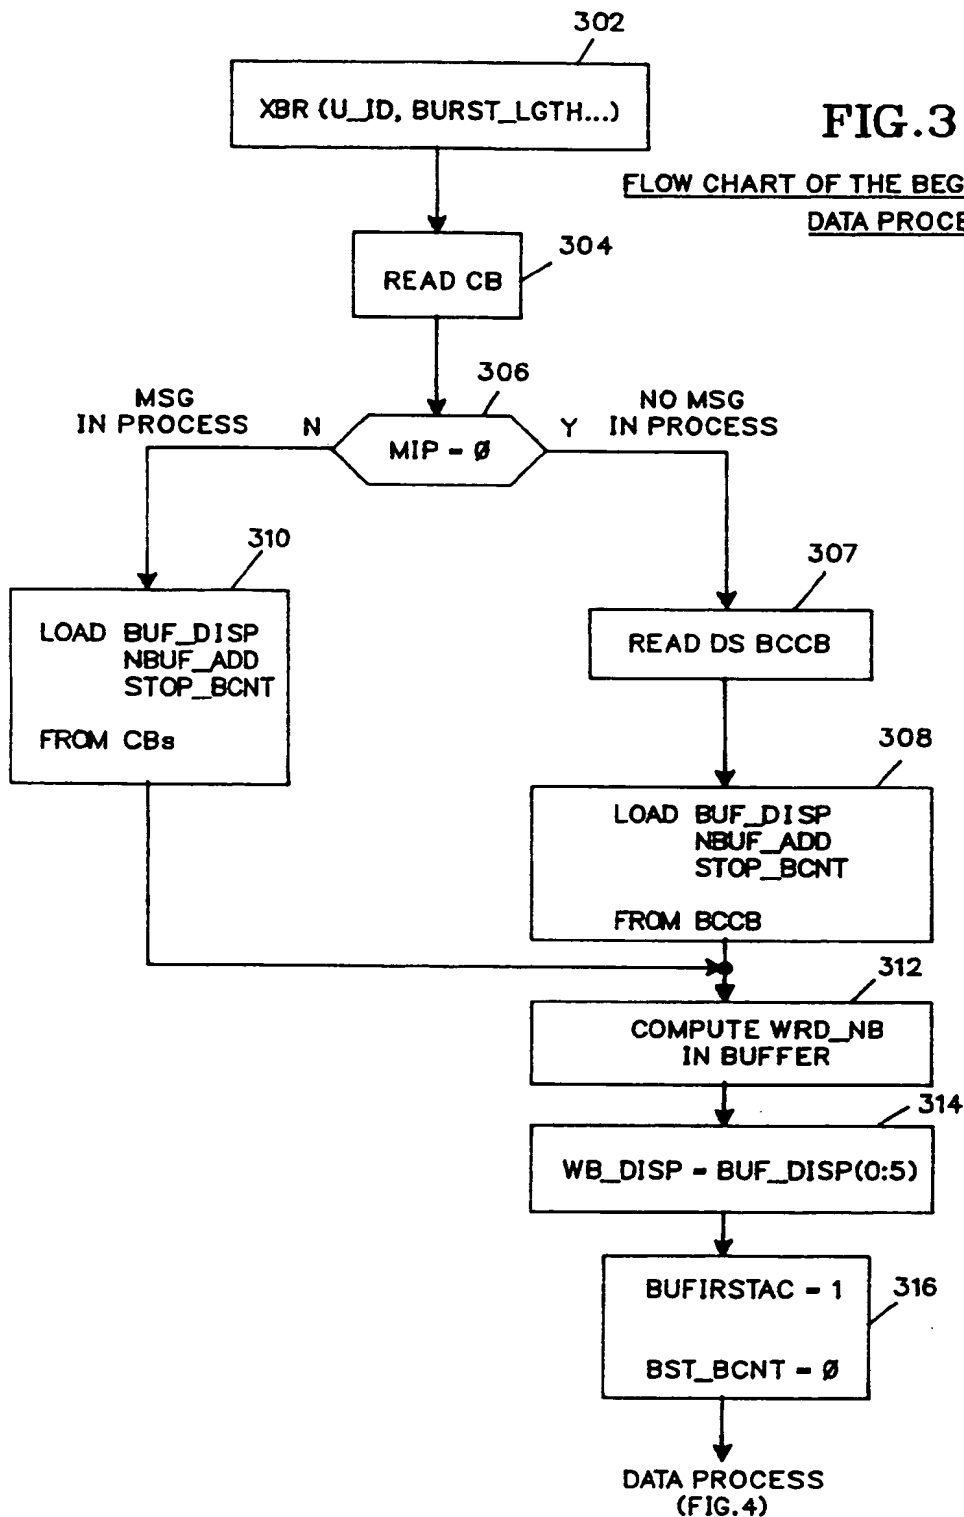 302
XBR (U_ID, BURST_LGTH...)
FIG.3
FLOW CHART OF THE BEG
DATA PROCE
304
READ CB
306
MSG
IN PROCESS
N
MIP = Ø
Y
NO MSG
IN PROCESS
310
LOAD BUF_DISP
NBUF_ADD
STOP_BCNT
FROM CBs
307
READ DS BCCB
308
LOAD BUF_DISP
NBUF_ADD
STOP_BCNT
FROM BCCB
312
COMPUTE WRD_NB
IN BUFFER
314
WB_DISP = BUF_DISP(0:5)
316
BUFIRSTAC = 1
BST_BCNT = Ø
DATA PROCESS
(FIG.4)